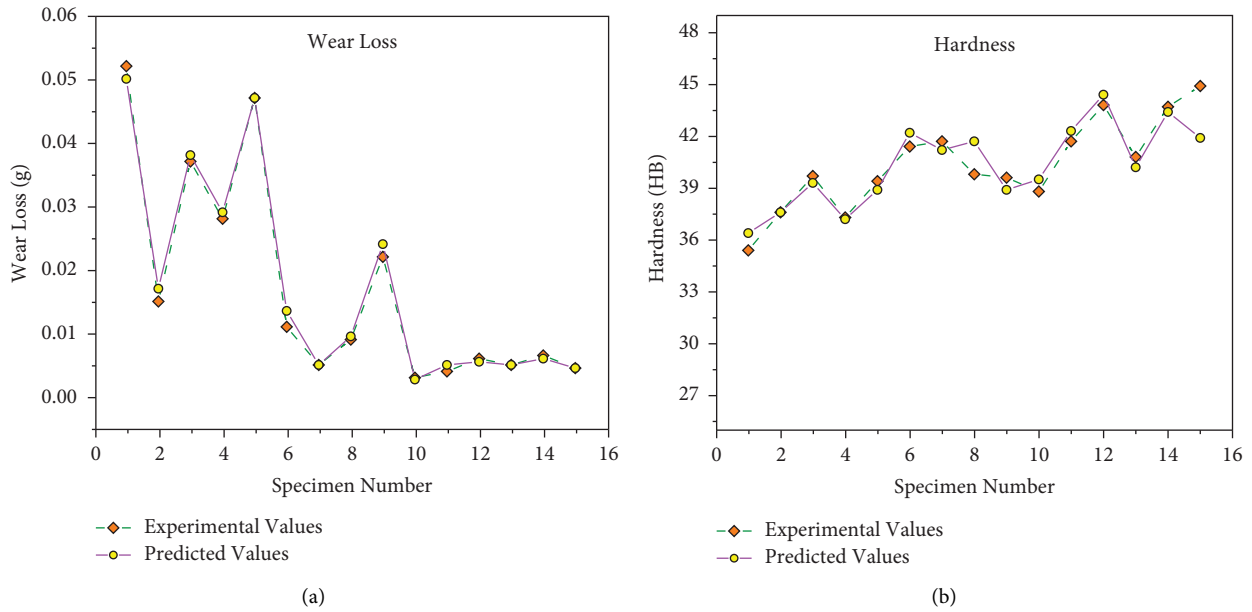 0.06
0.05
0.04
0.03
0.02
0.01
0.00
Wear Loss (g)
Wear Loss
0 2 4 6 8 10 12 14 16
Specimen Number
Experimental Values
Predicted Values
(a)
48
45
42
39
36
33
30
27
Hardness (HB)
Hardness
0 2 4 6 8 10 12 14 16
Specimen Number
Experimental Values
Predicted Values
(b)